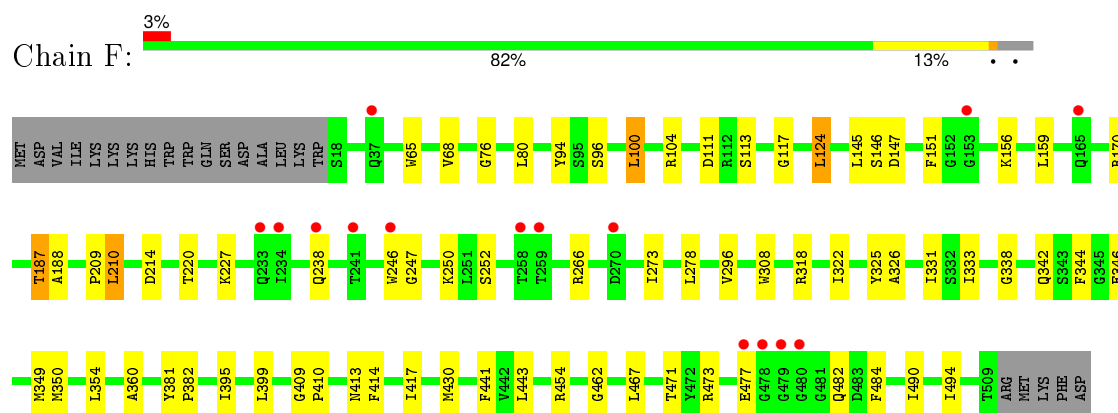 3%
Chain F:
82% 13% • •
MET ASP VAL ILE LYS LYS LYS HIS TRP TRP GLN SER ASP ALA LEU LYS TRP S18 Q37 W65 V68 G76 L80 Y94 S95 S96 L100 R104 D111 R112 S113 G117 L124 L145 S146 D147 F151 G152 G153 K156 L159 Q165
T187 A188 P209 L210 D214 T220 K227 Q233 I234 Q238 T241 W246 G247 K250 L251 S252 T258 T259 R266 D270 I273 L278 V296 W308 R318 I322 Y325 A326 I331 S332 I333 G338 Q342 S343 F344 G345
M349 M350 L354 A360 Y381 P382 I395 L399 G409 P410 N413 F414 I417 M430 F441 V442 L443 R454 G462 L467 T471 Y472 R473 E477 G478 G479 G480 G481 Q482 D483 F484 I490 I494 T509 ARG MET LYS PHE ASP